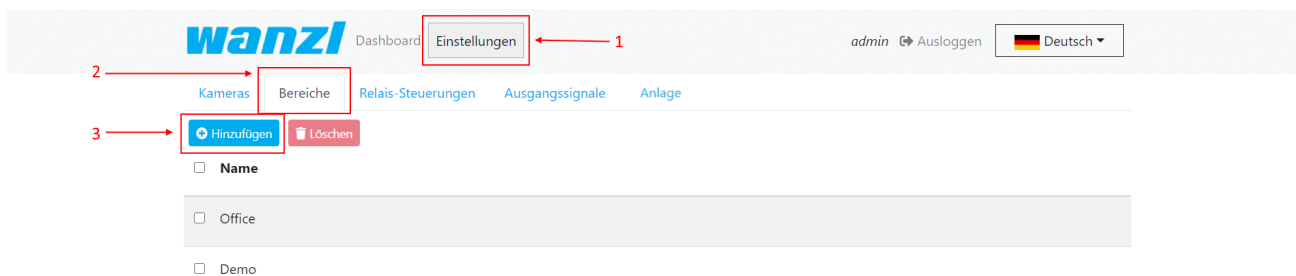 wanzl Dashboard Einstellungen 1 admin Ausloggen Deutsch
2
Kameras Bereiche Relais-Steuerungen Ausgangssignale Anlage
3 Hinzufügen Löschen
Name
Office
Demo